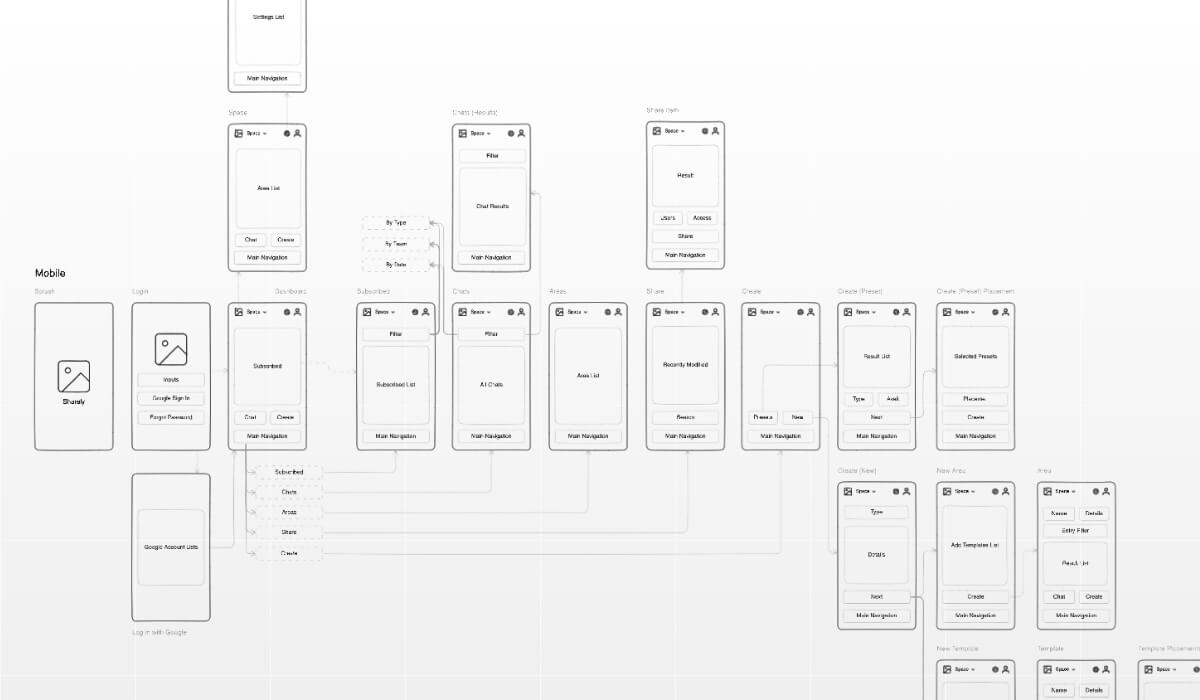 Settings List
Main Navigation
Space
Space
Area List
Chat
Create
Main Navigation
Chats (Results)
Space
Filter
Chat Results
Main Navigation
Share Item
Space
Result
Users
Access
Share
Main Navigation
By Type
By Team
By Date
Mobile
Splash
Sharely
Login
Inputs
Google Sign In
Forgot Password
Dashboard
Space
Subscribed
Chat
Create
Main Navigation
Subscribed
Space
Filter
Subscribed List
Main Navigation
Chats
Space
Filter
All Chats
Main Navigation
Areas
Space
Area List
Main Navigation
Share
Space
Recently Modified
Search
Main Navigation
Create
Space
Presets
New
Main Navigation
Create (Preset)
Space
Result List
Type
Avail.
Next
Main Navigation
Create (Preset) Placement
Space
Selected Presets
Placeme..
Create
Main Navigation
Subscribed
Chats
Areas
Share
Create
Google Account Lists
Log in with Google
Create (New)
Space
Type
Details
Next
Main Navigation
New Area
Space
Add Templates List
Create
Main Navigation
Area
Space
Name
Details
Entry Filter
Result List
Chat
Create
Main Navigation
New Template
Space
Template
Space
Name
Details
Template Placement
Space